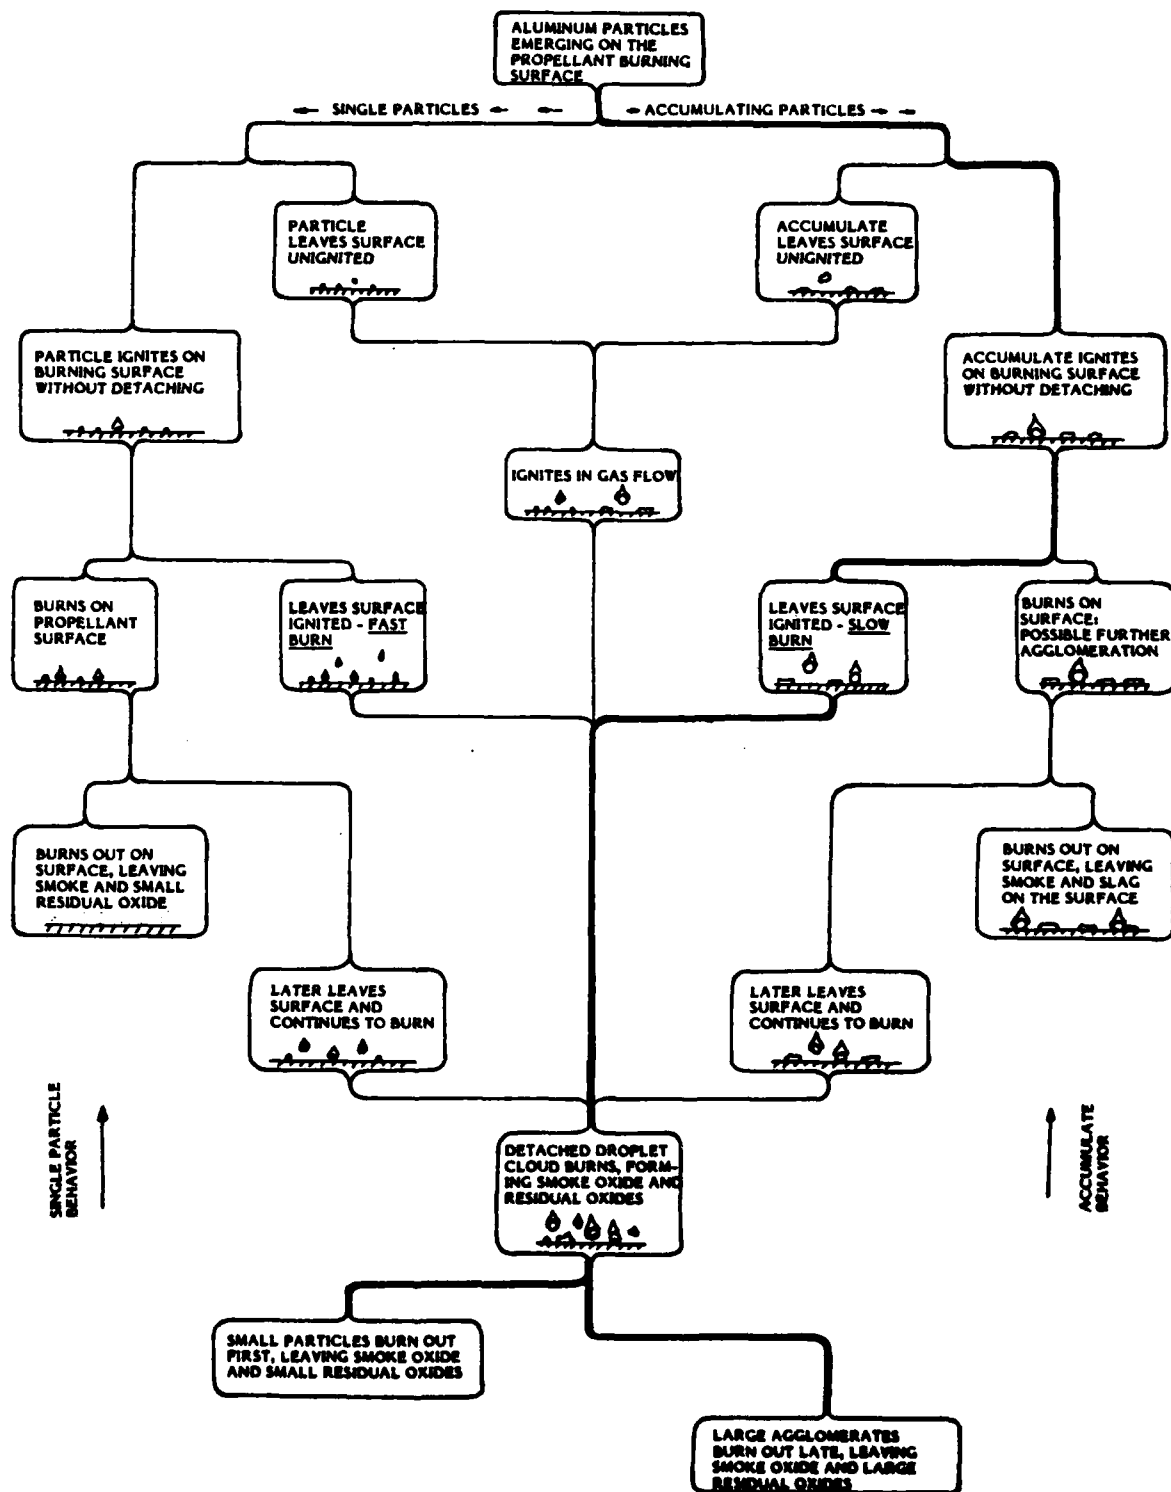 ALUMINUM PARTICLES
EMERGING ON THE
PROPELLANT BURNING
SURFACE
SINGLE PARTICLES
ACCUMULATING PARTICLES
PARTICLE
LEAVES SURFACE
UNIGNITED
ACCUMULATE
LEAVES SURFACE
UNIGNITED
PARTICLE IGNITES ON
BURNING SURFACE
WITHOUT DETACHING
ACCUMULATE IGNITES
ON BURNING SURFACE
WITHOUT DETACHING
IGNITES IN GAS FLOW
BURNS ON
PROPELLANT
SURFACE
LEAVES SURFACE
IGNITED - FAST
BURN
LEAVES SURFACE
IGNITED - SLOW
BURN
BURNS ON
SURFACE:
POSSIBLE FURTHER
AGGLOMERATION
BURNS OUT ON
SURFACE, LEAVING
SMOKE AND SMALL
RESIDUAL OXIDE
BURNS OUT ON
SURFACE, LEAVING
SMOKE AND SLAG
ON THE SURFACE
LATER LEAVES
SURFACE AND
CONTINUES TO BURN
LATER LEAVES
SURFACE AND
CONTINUES TO BURN
SINGLE PARTICLE
BEHAVIOR
ACCUMULATE
BEHAVIOR
DETACHED DROPLET
CLOUD BURNS, FORM-
ING SMOKE OXIDE AND
RESIDUAL OXIDES
SMALL PARTICLES BURN OUT
FIRST, LEAVING SMOKE OXIDE
AND SMALL RESIDUAL OXIDES
LARGE AGGLOMERATES
BURN OUT LATE, LEAVING
SMOKE OXIDE AND LARGE
RESIDUAL OXIDES